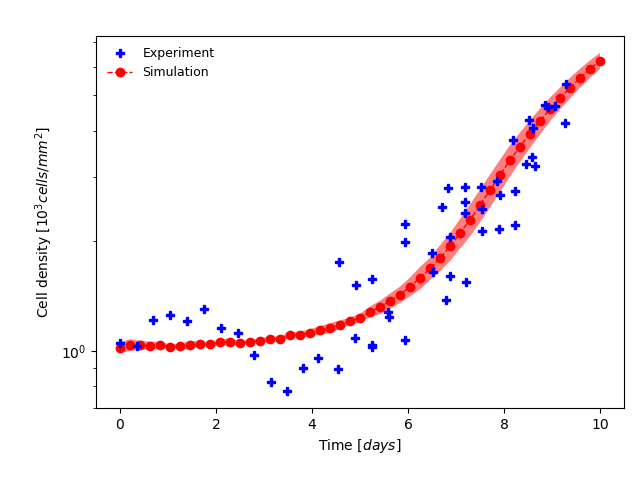 Experiment
Simulation
Cell density [10³cells/mm²]
10⁰
0 2 4 6 8 10
Time [days]